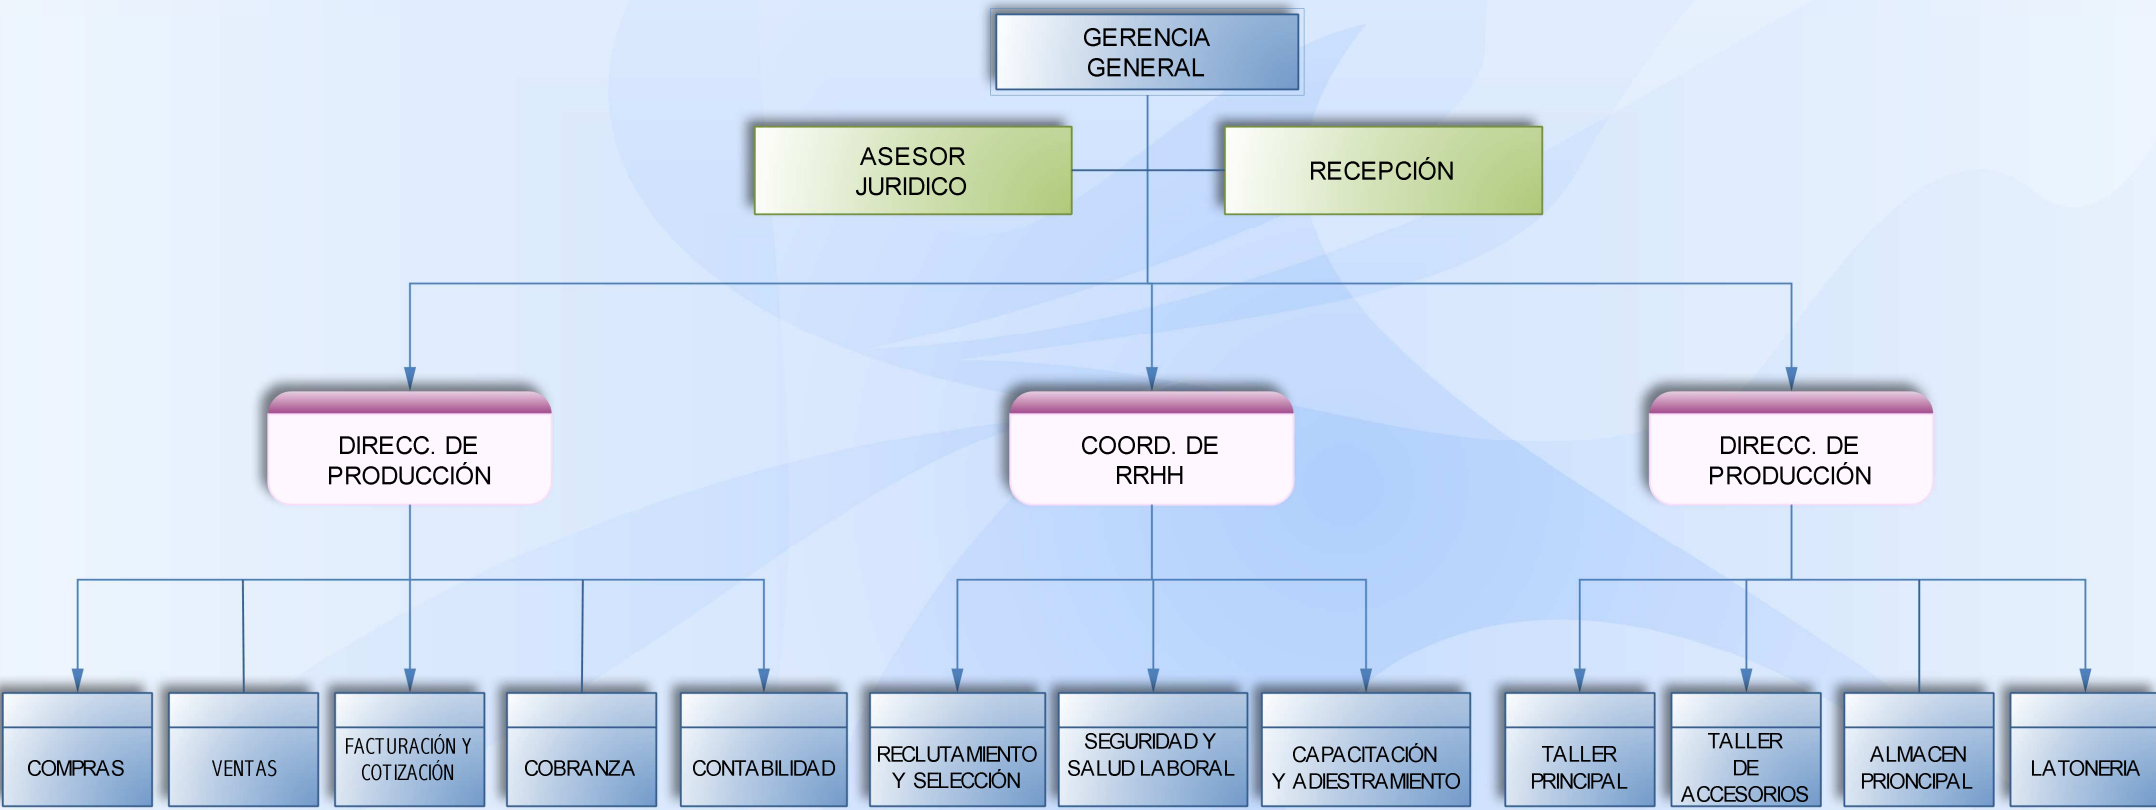 GERENCIA
GENERAL
ASESOR
JURIDICO
RECEPCIÓN
DIRECC. DE
PRODUCCIÓN
COORD. DE
RRHH
DIRECC. DE
PRODUCCIÓN
COMPRAS
VENTAS
FACTURACIÓN Y
COTIZACIÓN
COBRANZA
CONTABILIDAD
RECLUTAMIENTO
Y SELECCIÓN
SEGURIDAD Y
SALUD LABORAL
CAPACITACIÓN
Y ADIESTRAMIENTO
TALLER
PRINCIPAL
TALLER
DE
ACCESORIOS
ALMACEN
PRIONCIPAL
LATONERIA